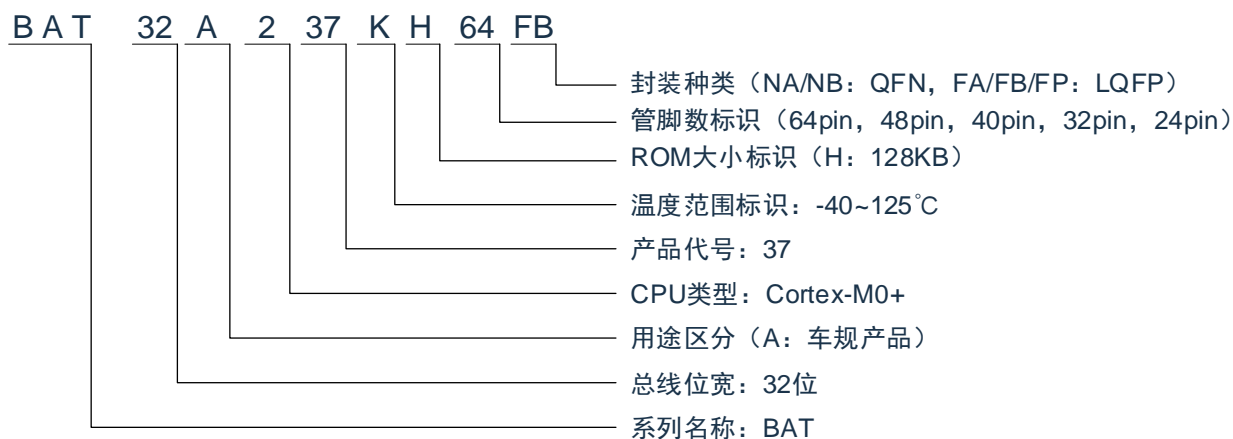 BAT 32 A 2 37 K H 64 FB
封装种类（NA/NB：QFN，FA/FB/FP：LQFP）
管脚数标识（64pin，48pin，40pin，32pin，24pin）
ROM大小标识（H：128KB）
温度范围标识：-40~125℃
产品代号：37
CPU类型：Cortex-M0+
用途区分（A：车规产品）
总线位宽：32位
系列名称：BAT